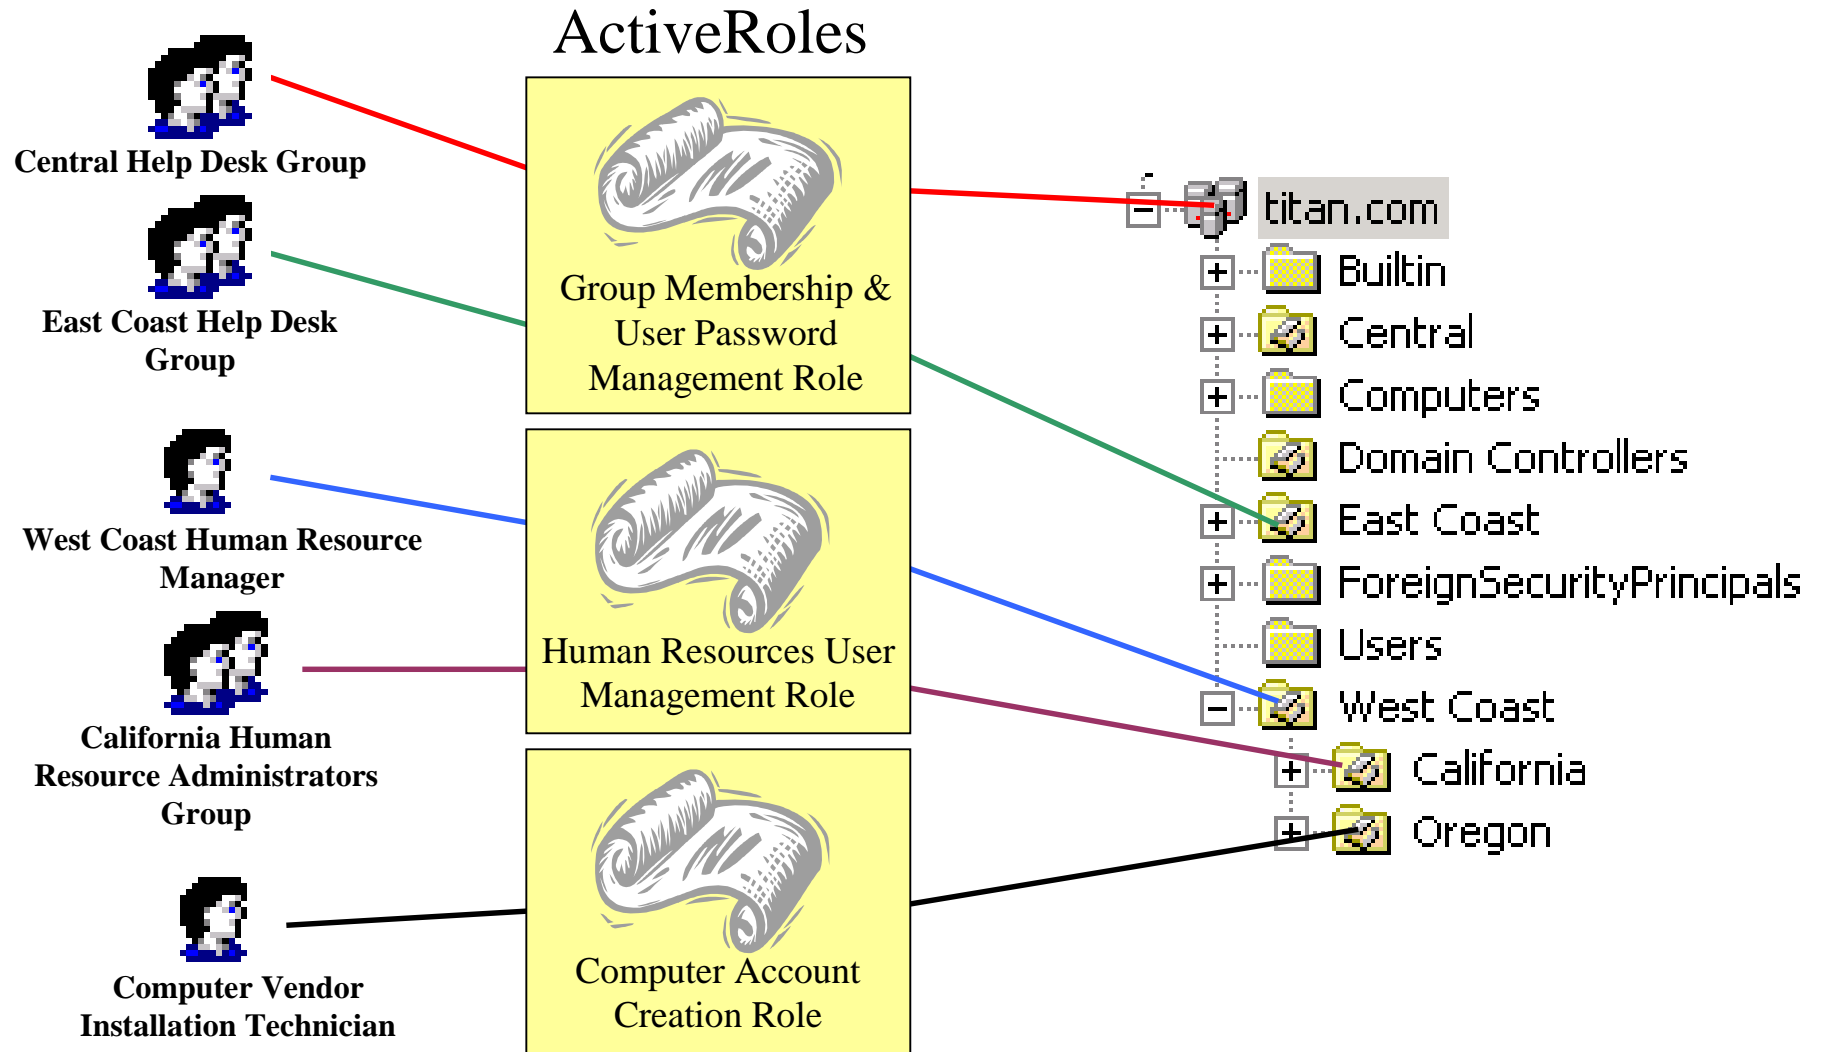 ActiveRoles
Central Help Desk Group
East Coast Help Desk
Group
West Coast Human Resource
Manager
California Human
Resource Administrators
Group
Computer Vendor
Installation Technician
Group Membership &
User Password
Management Role
Human Resources User
Management Role
Computer Account
Creation Role
titan.com
Builtin
Central
Computers
Domain Controllers
East Coast
ForeignSecurityPrincipals
Users
West Coast
California
Oregon